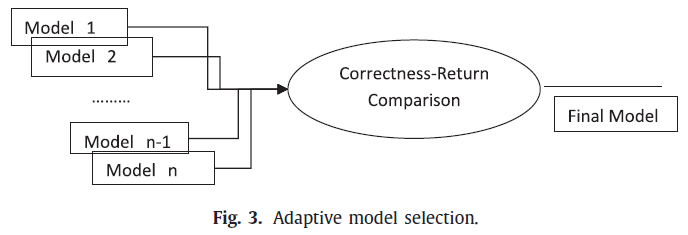 Model 1
Model 2
.........
Model n-1
Model n
Correctness-Return
Comparison
Final Model
Fig. 3. Adaptive model selection.